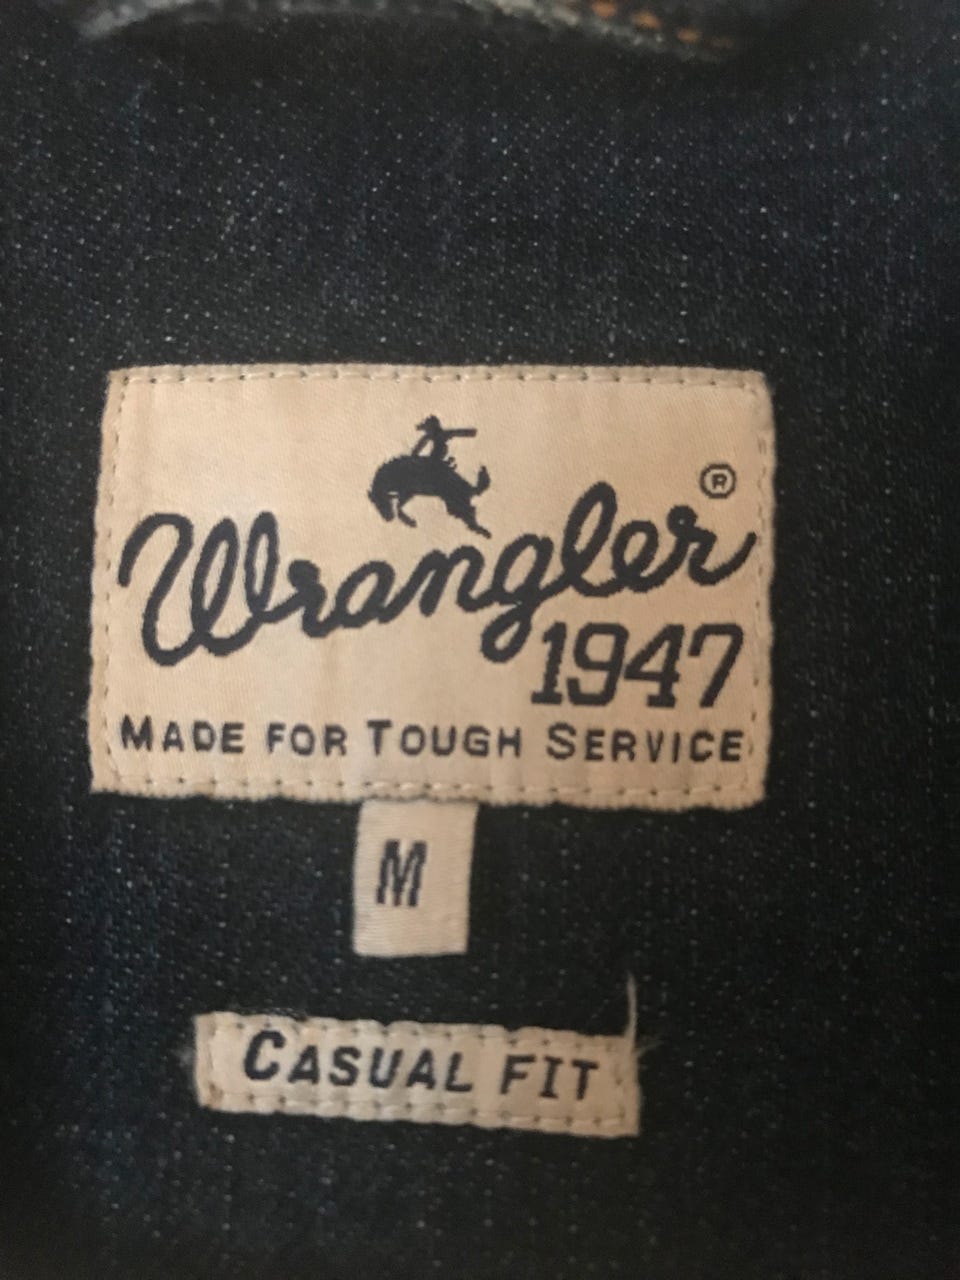 Wrangler®
1947
MADE FOR TOUGH SERVICE
M
CASUAL FIT